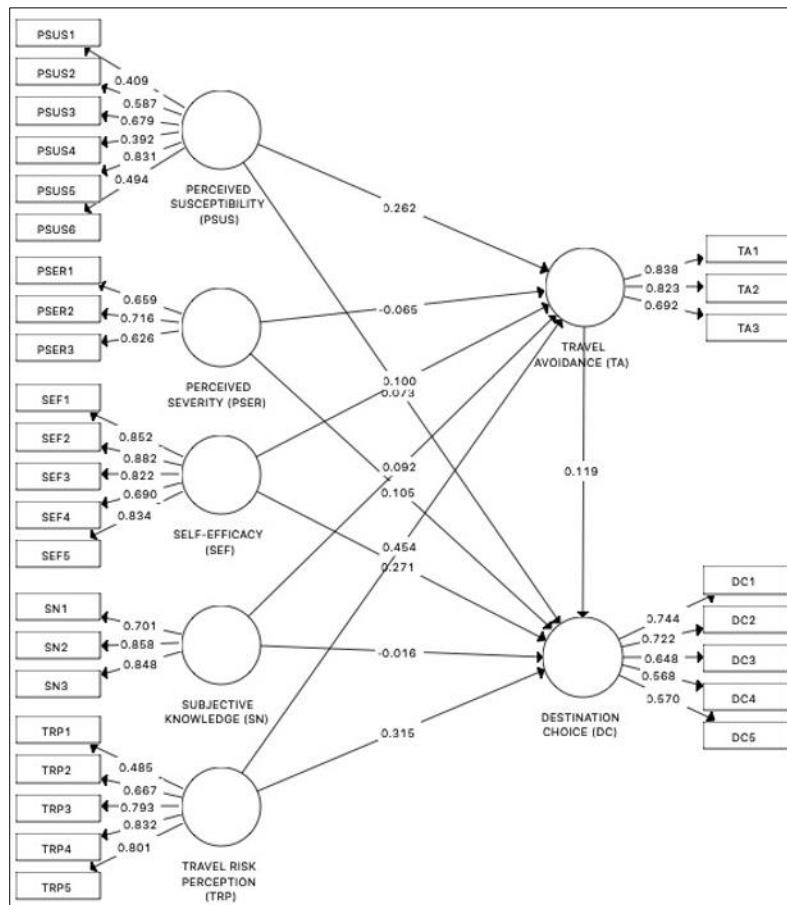 PSUS1
PSUS2
PSUS3
PSUS4
PSUS5
PSUS6
0.409
0.587
0.679
0.392
0.831
0.494
PERCEIVED
SUSCEPTIBILITY
(PSUS)
PSER1
PSER2
PSER3
0.659
0.716
0.626
PERCEIVED
SEVERITY (PSER)
SEF1
SEF2
SEF3
SEF4
SEF5
0.852
0.882
0.822
0.690
0.834
SELF-EFFICACY
(SEF)
SN1
SN2
SN3
0.701
0.858
0.848
SUBJECTIVE
KNOWLEDGE (SN)
TRP1
TRP2
TRP3
TRP4
TRP5
0.485
0.667
0.793
0.832
0.801
TRAVEL RISK
PERCEPTION
(TRP)
0.262
-0.065
0.100
0.073
0.092
0.105
0.454
0.271
-0.016
0.315
0.119
TRAVEL
AVOIDANCE (TA)
0.838
0.823
0.692
TA1
TA2
TA3
DESTINATION
CHOICE (DC)
0.744
0.722
0.648
0.568
0.570
DC1
DC2
DC3
DC4
DC5